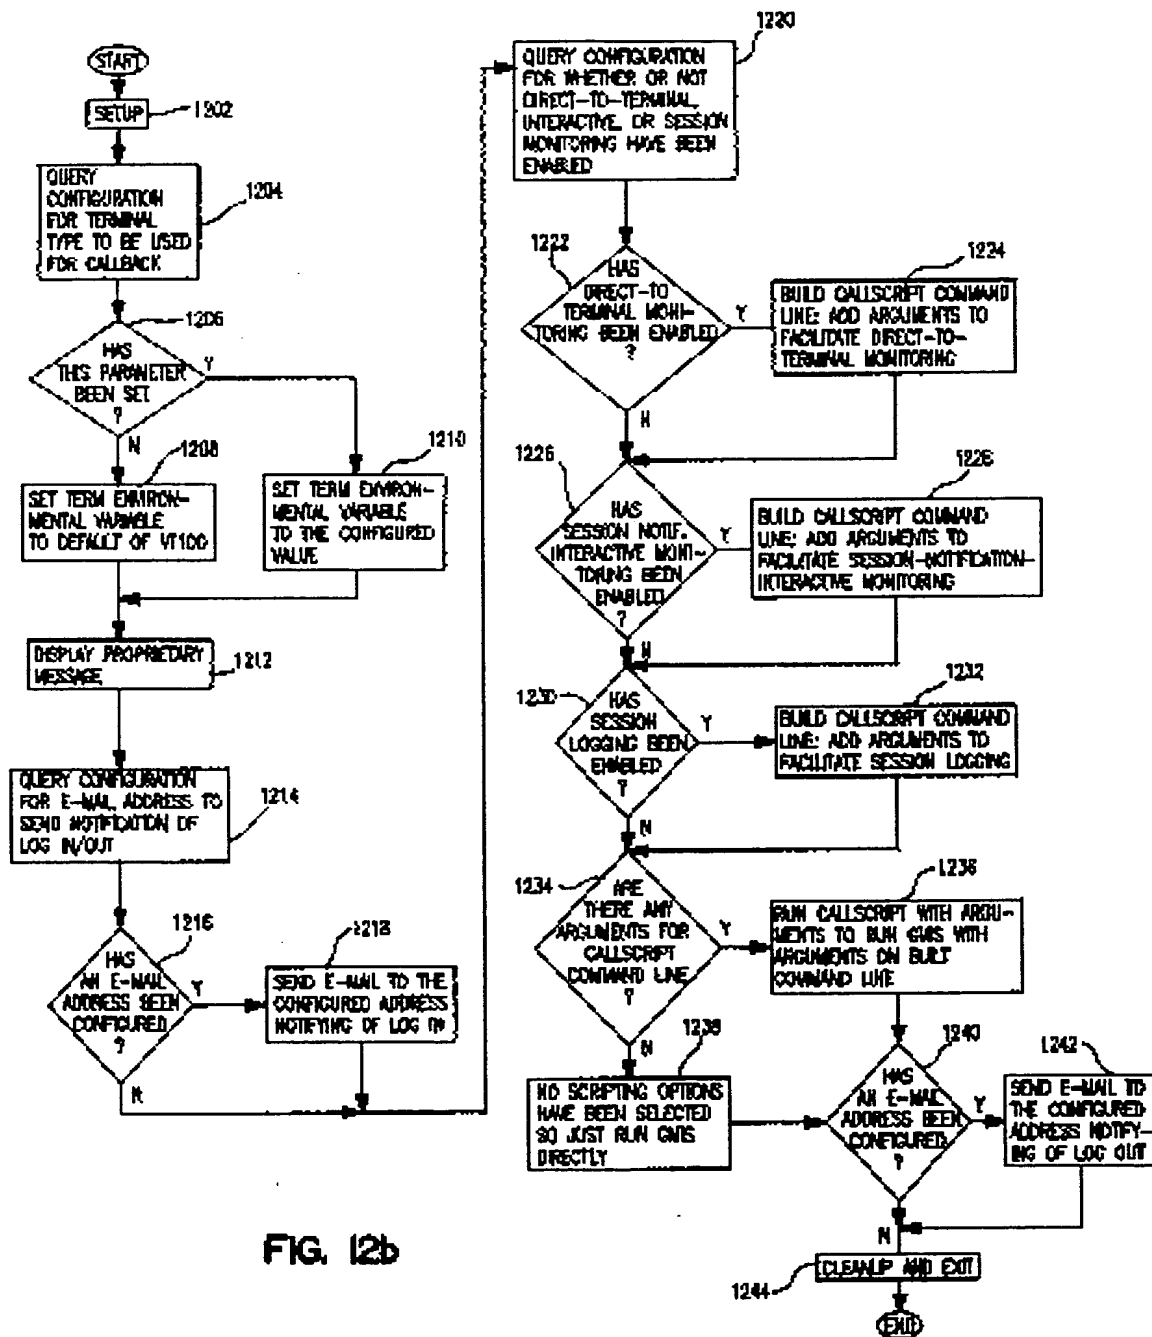 START
SETUP
1202
QUERY
CONFIGURATION
FOR TERMINAL
TYPE TO BE USED
FOR CALLBACK
1204
1206
HAS
THIS PARAMETER
BEEN SET
?
Y
N
1208
SET TERM ENVIRON-
MENTAL VARIABLE
TO DEFAULT OF VT100
1210
SET TERM ENVIRON-
MENTAL VARIABLE
TO THE CONFIGURED
VALUE
DISPLAY PROPRIETARY
MESSAGE
1212
QUERY CONFIGURATION
FOR E-MAIL ADDRESS TO
SEND NOTIFICATION OF
LOG IN/OUT
1214
1216
HAS
AN E-MAIL
ADDRESS BEEN
CONFIGURED
?
Y
N
1218
SEND E-MAIL TO THE
CONFIGURED ADDRESS
NOTIFYING OF LOG IN
1220
QUERY CONFIGURATION
FOR WHETHER OR NOT
DIRECT-TO-TERMINAL,
INTERACTIVE, OR SESSION
MONITORING HAVE BEEN
ENABLED
1222
HAS
DIRECT-TO
TERMINAL MONI-
TORING BEEN ENABLED
?
Y
N
1224
BUILD CALLSCRIPT COMMAND
LINE: ADD ARGUMENTS TO
FACILITATE DIRECT-TO-
TERMINAL MONITORING
1226
HAS
SESSION NOTIF.
INTERACTIVE MONI-
TORING BEEN
ENABLED
?
Y
N
1228
BUILD CALLSCRIPT COMMAND
LINE: ADD ARGUMENTS TO
FACILITATE SESSION-NOTIFICATION-
INTERACTIVE MONITORING
1230
HAS
SESSION
LOGGING BEEN
ENABLED
?
Y
N
1232
BUILD CALLSCRIPT COMMAND
LINE: ADD ARGUMENTS TO
FACILITATE SESSION LOGGING
1234
ARE
THERE ANY
ARGUMENTS FOR
CALLSCRIPT
COMMAND LINE
?
Y
N
1236
RUN CALLSCRIPT WITH ARGU-
MENTS TO RUN GMIS WITH
ARGUMENTS ON BUILT
COMMAND LINE
1238
NO SCRIPTING OPTIONS
HAVE BEEN SELECTED
SO JUST RUN GMIS
DIRECTLY
1240
HAS
AN E-MAIL
ADDRESS BEEN
CONFIGURED
?
Y
N
1242
SEND E-MAIL TO
THE CONFIGURED
ADDRESS NOTIFY-
ING OF LOG OUT
CLEANUP AND EXIT
1244
EXIT
FIG. 12b